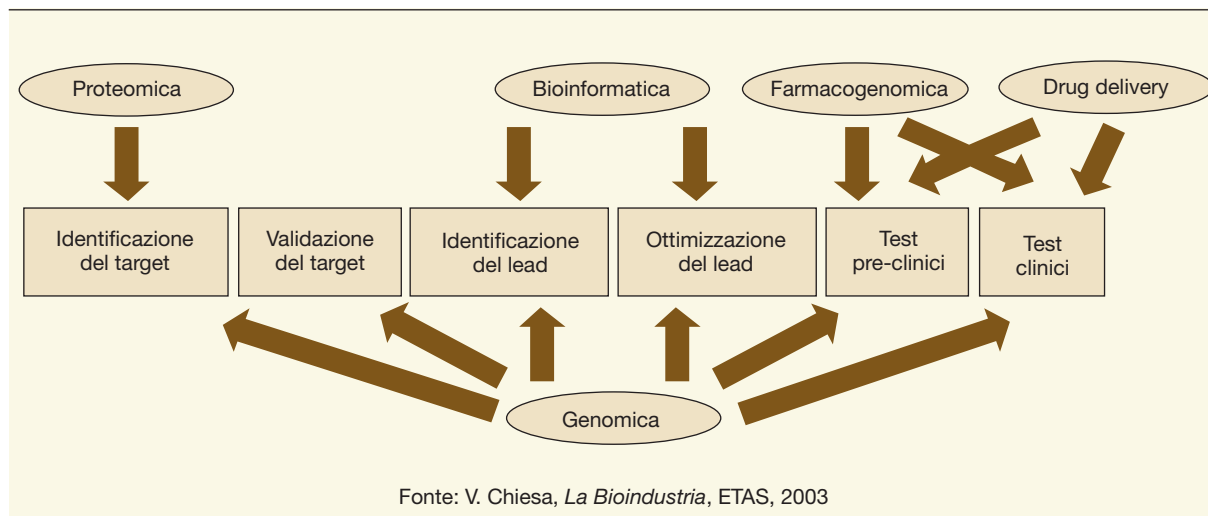 Proteomica
Bioinformatica
Farmacogenomica
Drug delivery
Identificazione
del target
Validazione
del target
Identificazione
del lead
Ottimizzazione
del lead
Test
pre-clinici
Test
clinici
Genomica
Fonte: V. Chiesa, La Bioindustria, ETAS, 2003